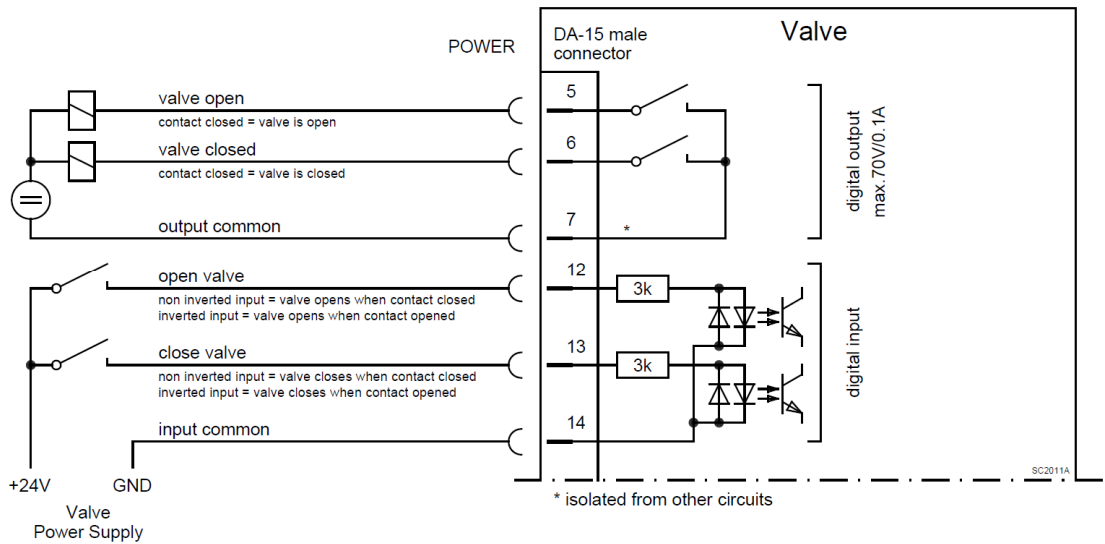 POWER
DA-15 male
connector
Valve
valve open
contact closed = valve is open
5
valve closed
contact closed = valve is closed
6
output common
7
*
digital output
max.70V/0.1A
open valve
non inverted input = valve opens when contact closed
inverted input = valve opens when contact opened
12
3k
close valve
non inverted input = valve closes when contact closed
inverted input = valve closes when contact opened
13
3k
digital input
input common
14
SC2011A
+24V
GND
Valve
Power Supply
* isolated from other circuits